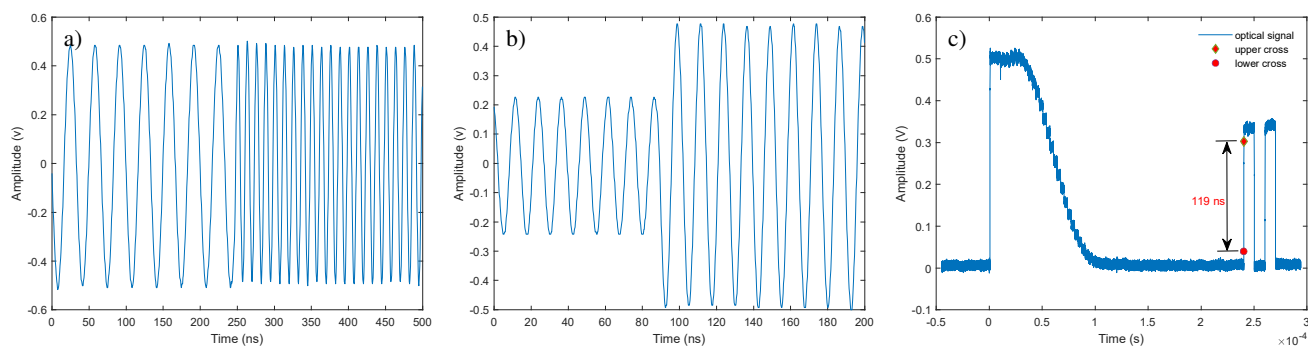 a)
0.6
0.4
0.2
0
-0.2
-0.4
-0.6
0 50 100 150 200 250 300 350 400 450 500
Time (ns)
Amplitude (v)
b)
0.5
0.4
0.3
0.2
0.1
0
-0.1
-0.2
-0.3
-0.4
-0.5
0 20 40 60 80 100 120 140 160 180 200
Time (ns)
Amplitude (v)
c)
optical signal
upper cross
lower cross
119 ns
0.6
0.5
0.4
0.3
0.2
0.1
0
-0.1
-0.5 0 0.5 1 1.5 2 2.5 3
Time (s)
×10⁻⁴
Amplitude (V)